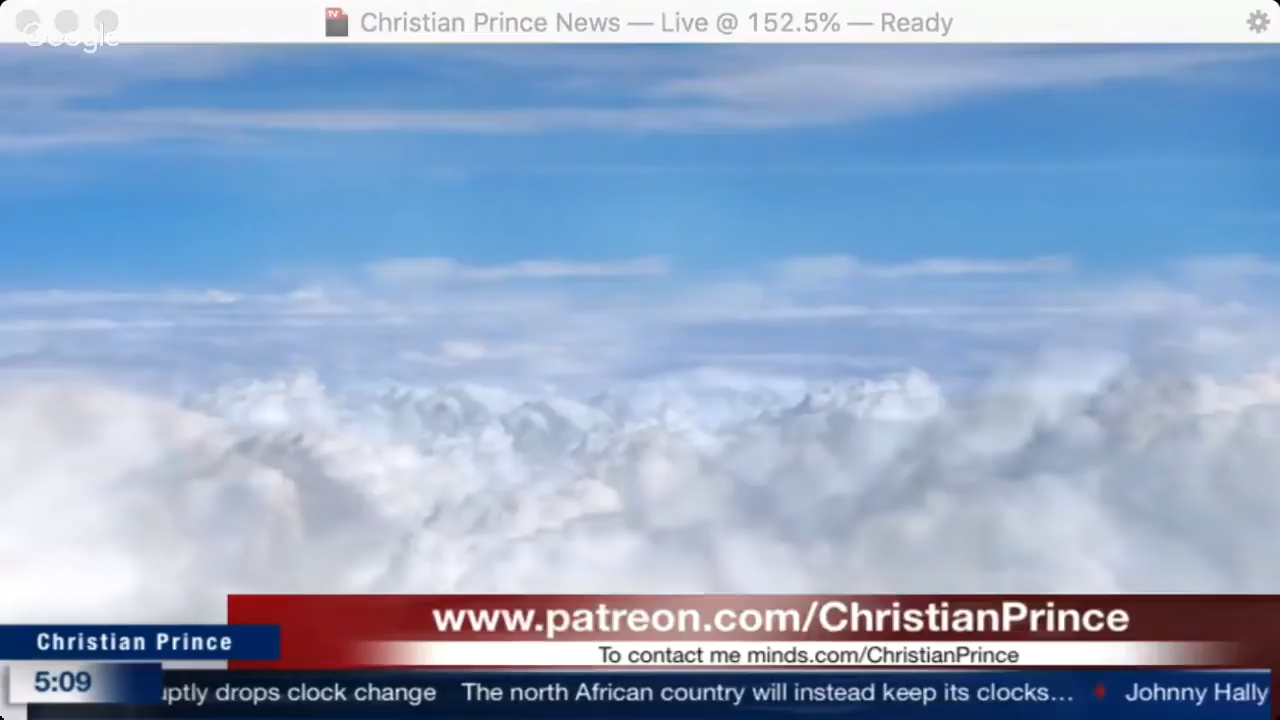 Christian Prince News — Live @ 152.5% — Ready
Google
www.patreon.com/ChristianPrince
To contact me minds.com/ChristianPrince
Christian Prince
5:09
uptly drops clock change The north African country will instead keep its clocks... Johnny Hally